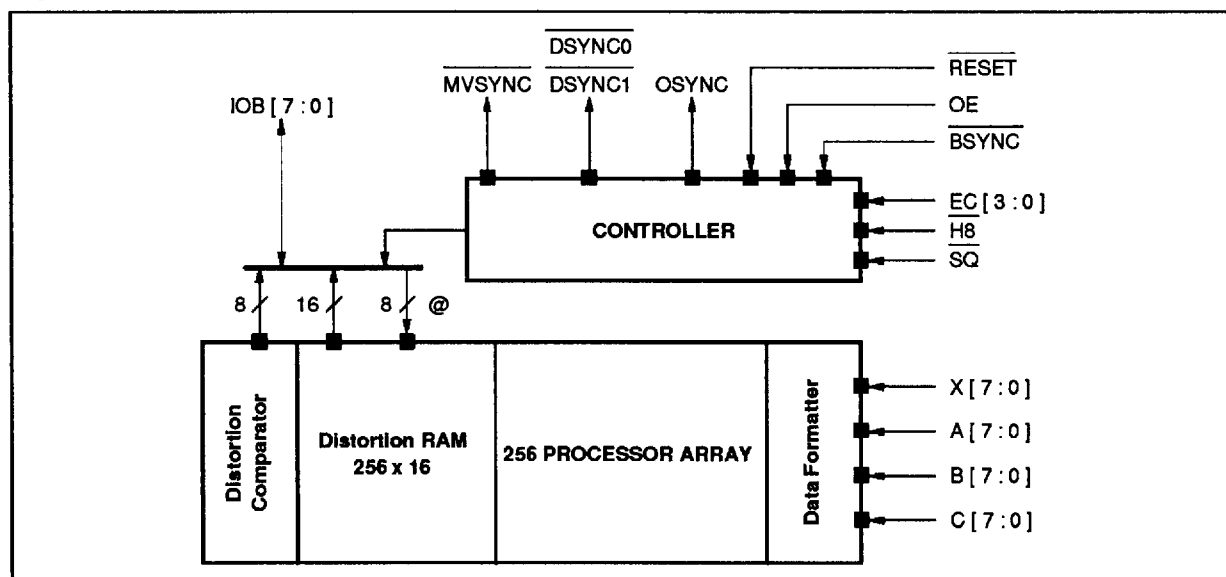 DSYNC0
MVSYNC DSYNC1 OSYNC RESET
IOB [ 7 : 0 ] OE
BSYNC
EC [ 3 : 0 ]
CONTROLLER H8
SQ
8 16 8 @
Distortion Comparator
Distortion RAM
256 x 16
256 PROCESSOR ARRAY
Data Formatter
X [ 7 : 0 ]
A [ 7 : 0 ]
B [ 7 : 0 ]
C [ 7 : 0 ]